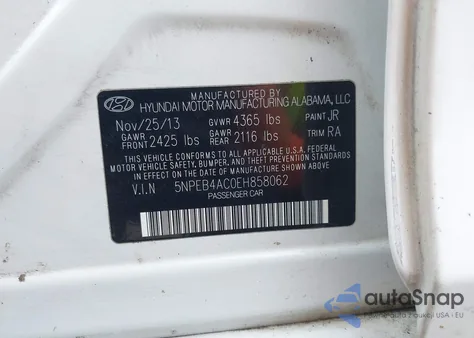 MANUFACTURED BY
HYUNDAI MOTOR MANUFACTURING ALABAMA, LLC
Nov/25/13 GVWR 4365 lbs PAINT JR
GAWR FRONT 2425 lbs GAWR REAR 2116 lbs TRIM RA
THIS VEHICLE CONFORMS TO ALL APPLICABLE U.S.A FEDERAL
MOTOR VEHICLE SAFETY, BUMPER, AND THEFT PREVENTION
STANDARDS IN EFFECT ON THE DATE OF MANUFACTURE SHOWN ABOVE.
V.I.N 5NPEB4AC0EH858062
PASSENGER CAR
autoSnap
USA - EU